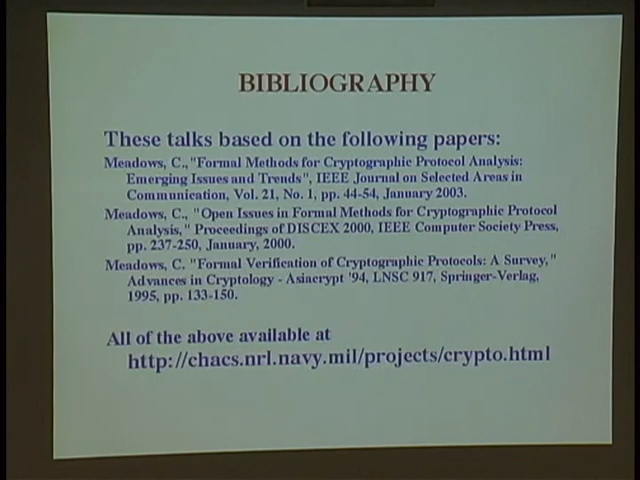 BIBLIOGRAPHY
These talks based on the following papers:
Meadows, C.,"Formal Methods for Cryptographic Protocol Analysis:
Emerging Issues and Trends", IEEE Journal on Selected Areas in
Communication, Vol. 21, No. 1, pp. 44-54, January 2003.
Meadows, C., "Open Issues in Formal Methods for Cryptographic Protocol
Analysis," Proceedings of DISCEX 2000, IEEE Computer Society Press,
pp. 237-250, January, 2000.
Meadows, C. "Formal Verification of Cryptographic Protocols: A Survey,"
Advances in Cryptology - Asiacrypt '94, LNSC 917, Springer-Verlag,
1995, pp. 133-150.
All of the above available at
http://chacs.nrl.navy.mil/projects/crypto.html